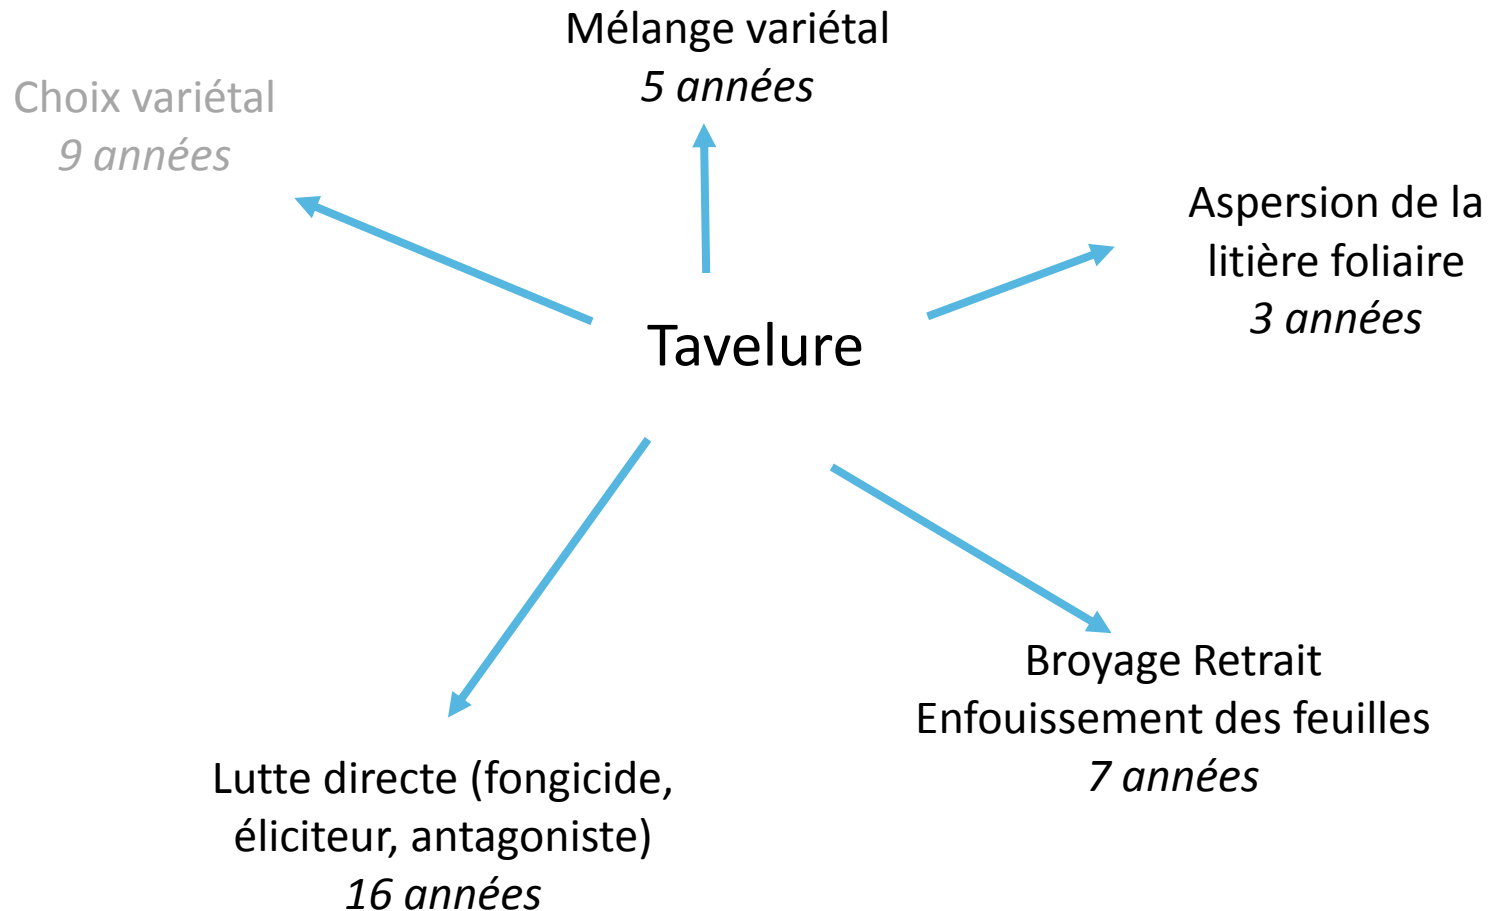 Mélange variétal
5 années
Choix variétal
9 années
Aspersion de la
litière foliaire
3 années
Tavelure
Broyage Retrait
Enfouissement des feuilles
7 années
Lutte directe (fongicide,
éliciteur, antagoniste)
16 années